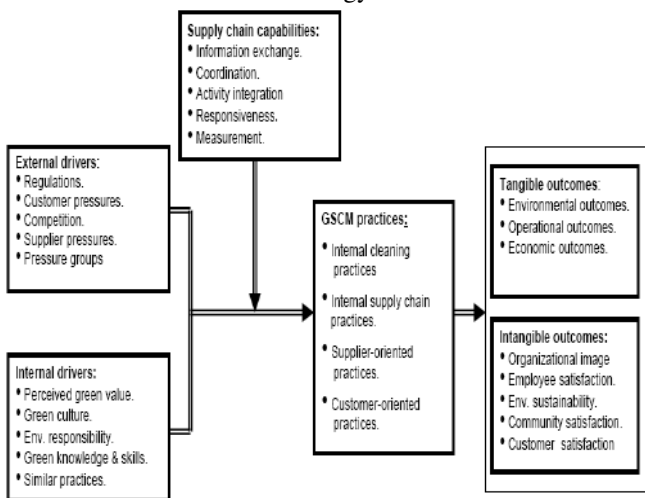 Supply chain capabilities:
• Information exchange.
• Coordination.
• Activity integration
• Responsiveness.
• Measurement.
External drivers:
• Regulations.
• Customer pressures.
• Competition.
• Supplier pressures.
• Pressure groups
GSCM practices:
• Internal cleaning
practices
• Internal supply chain
practices.
• Supplier-oriented
practices.
• Customer-oriented
practices.
Tangible outcomes:
• Environmental outcomes.
• Operational outcomes.
• Economic outcomes.
Internal drivers:
• Perceived green value.
• Green culture.
• Env. responsibility.
• Green knowledge & skills.
• Similar practices.
Intangible outcomes:
• Organizational image
• Employee satisfaction.
• Env. sustainability.
• Community satisfaction.
• Customer satisfaction